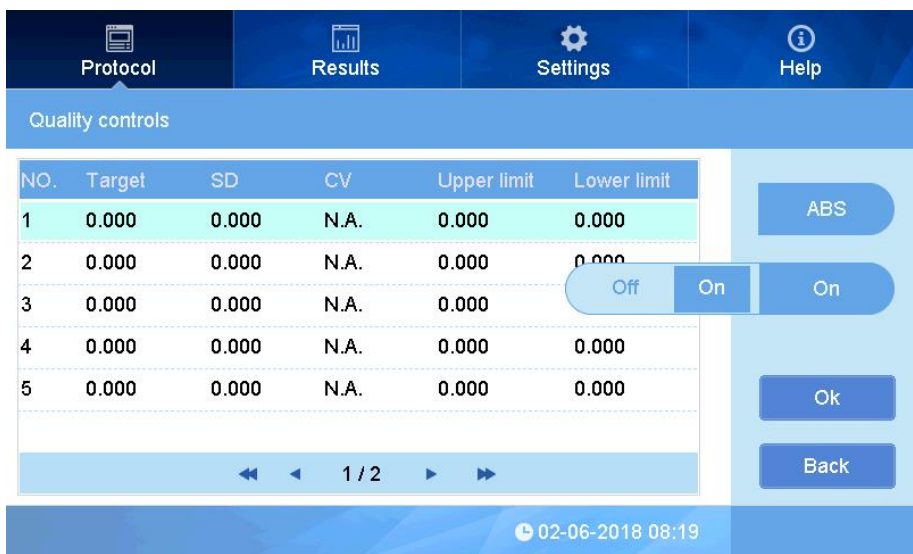 Protocol Results Settings Help
Quality controls
NO. Target SD CV Upper limit Lower limit
1 0.000 0.000 N.A. 0.000 0.000
ABS
2 0.000 0.000 N.A. 0.000 0.000
Off On On
3 0.000 0.000 N.A. 0.000
4 0.000 0.000 N.A. 0.000 0.000
5 0.000 0.000 N.A. 0.000 0.000
Ok
1 / 2
Back
02-06-2018 08:19